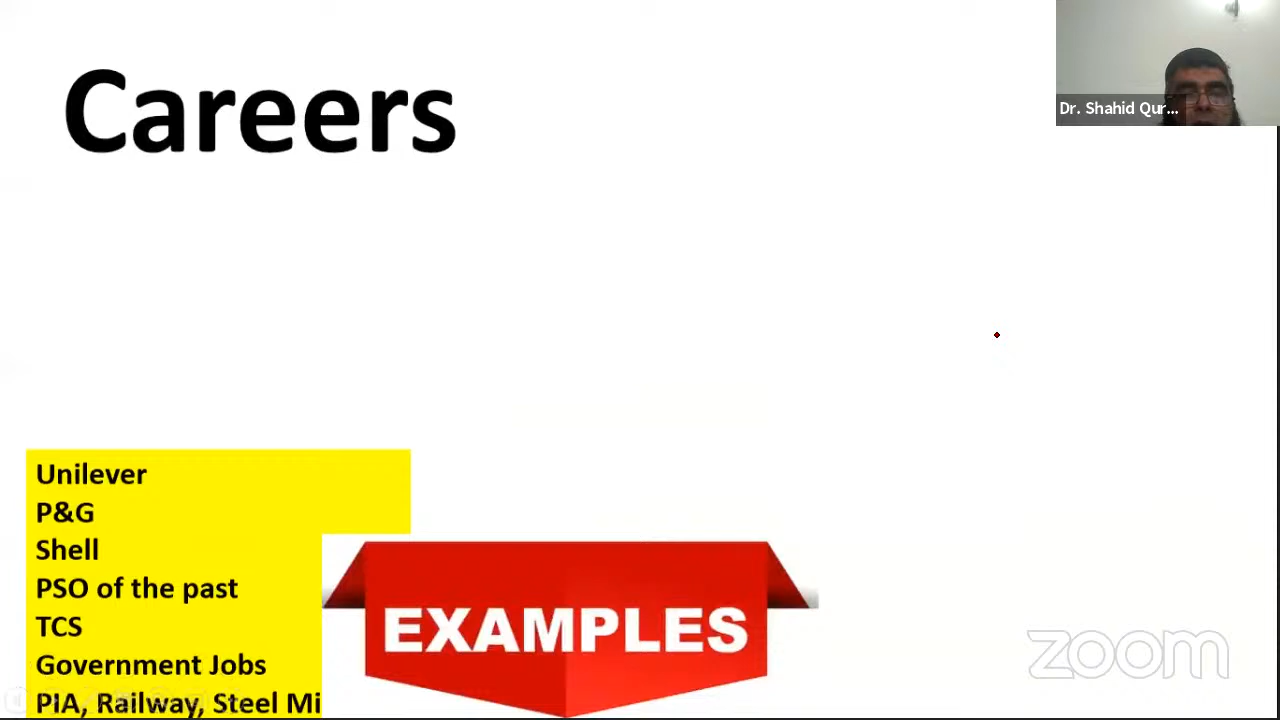 Careers
Dr. Shahid Qur...
Unilever
P&G
Shell
PSO of the past
TCS
Government Jobs
PIA, Railway, Steel Mi
EXAMPLES
zoom